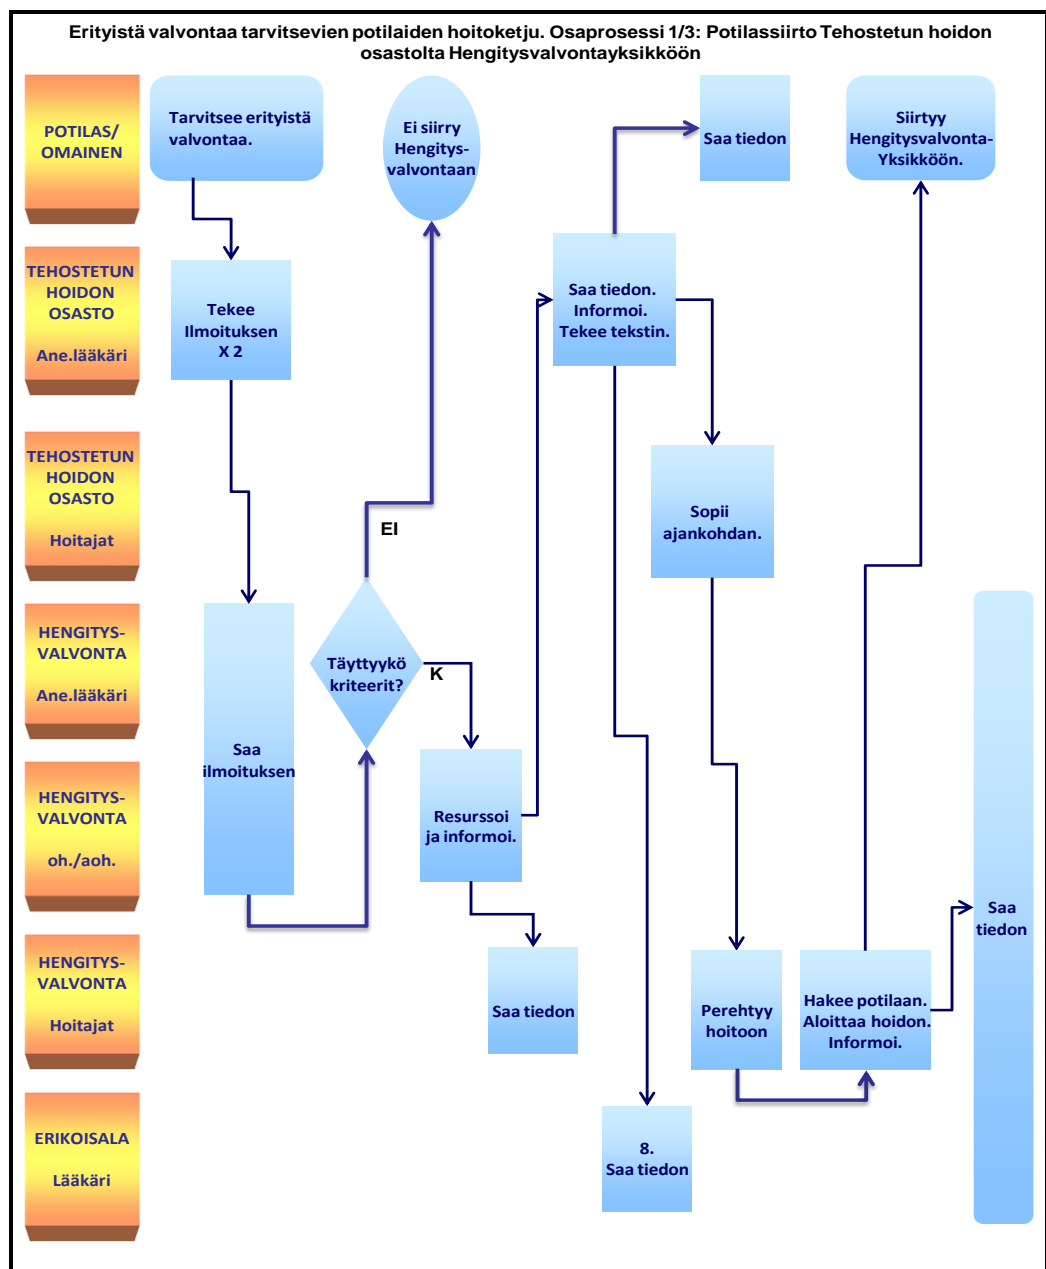 Erityistä valvontaa tarvitsevien potilaiden hoitoketju. Osaprosessi 1/3: Potilassiirto Tehostetun hoidon
osastolta Hengitysvalvontayksikköön
POTILAS/
OMAINEN
Tarvitsee erityistä
valvontaa.
Ei siirry
Hengitys-
valvontaan
Saa tiedon
Siirtyy
Hengitysvalvonta-
Yksikköön.
TEHOSTETUN
HOIDON
OSASTO
Ane.lääkäri
Tekee
Ilmoituksen
X 2
Saa tiedon.
Informoi.
Tekee tekstin.
TEHOSTETUN
HOIDON
OSASTO
Hoitajat
EI
Sopii
ajankohdan.
HENGITYS-
VALVONTA
Ane.lääkäri
Täyttyykö
kriteerit?
K
HENGITYS-
VALVONTA
oh./aoh.
Saa
ilmoituksen
Resurssoi
ja informoi.
Saa
tiedon
HENGITYS-
VALVONTA
Hoitajat
Saa tiedon
Perehtyy
hoitoon
Hakee potilaan.
Aloittaa hoidon.
Informoi.
ERIKOISALA
Lääkäri
8.
Saa tiedon